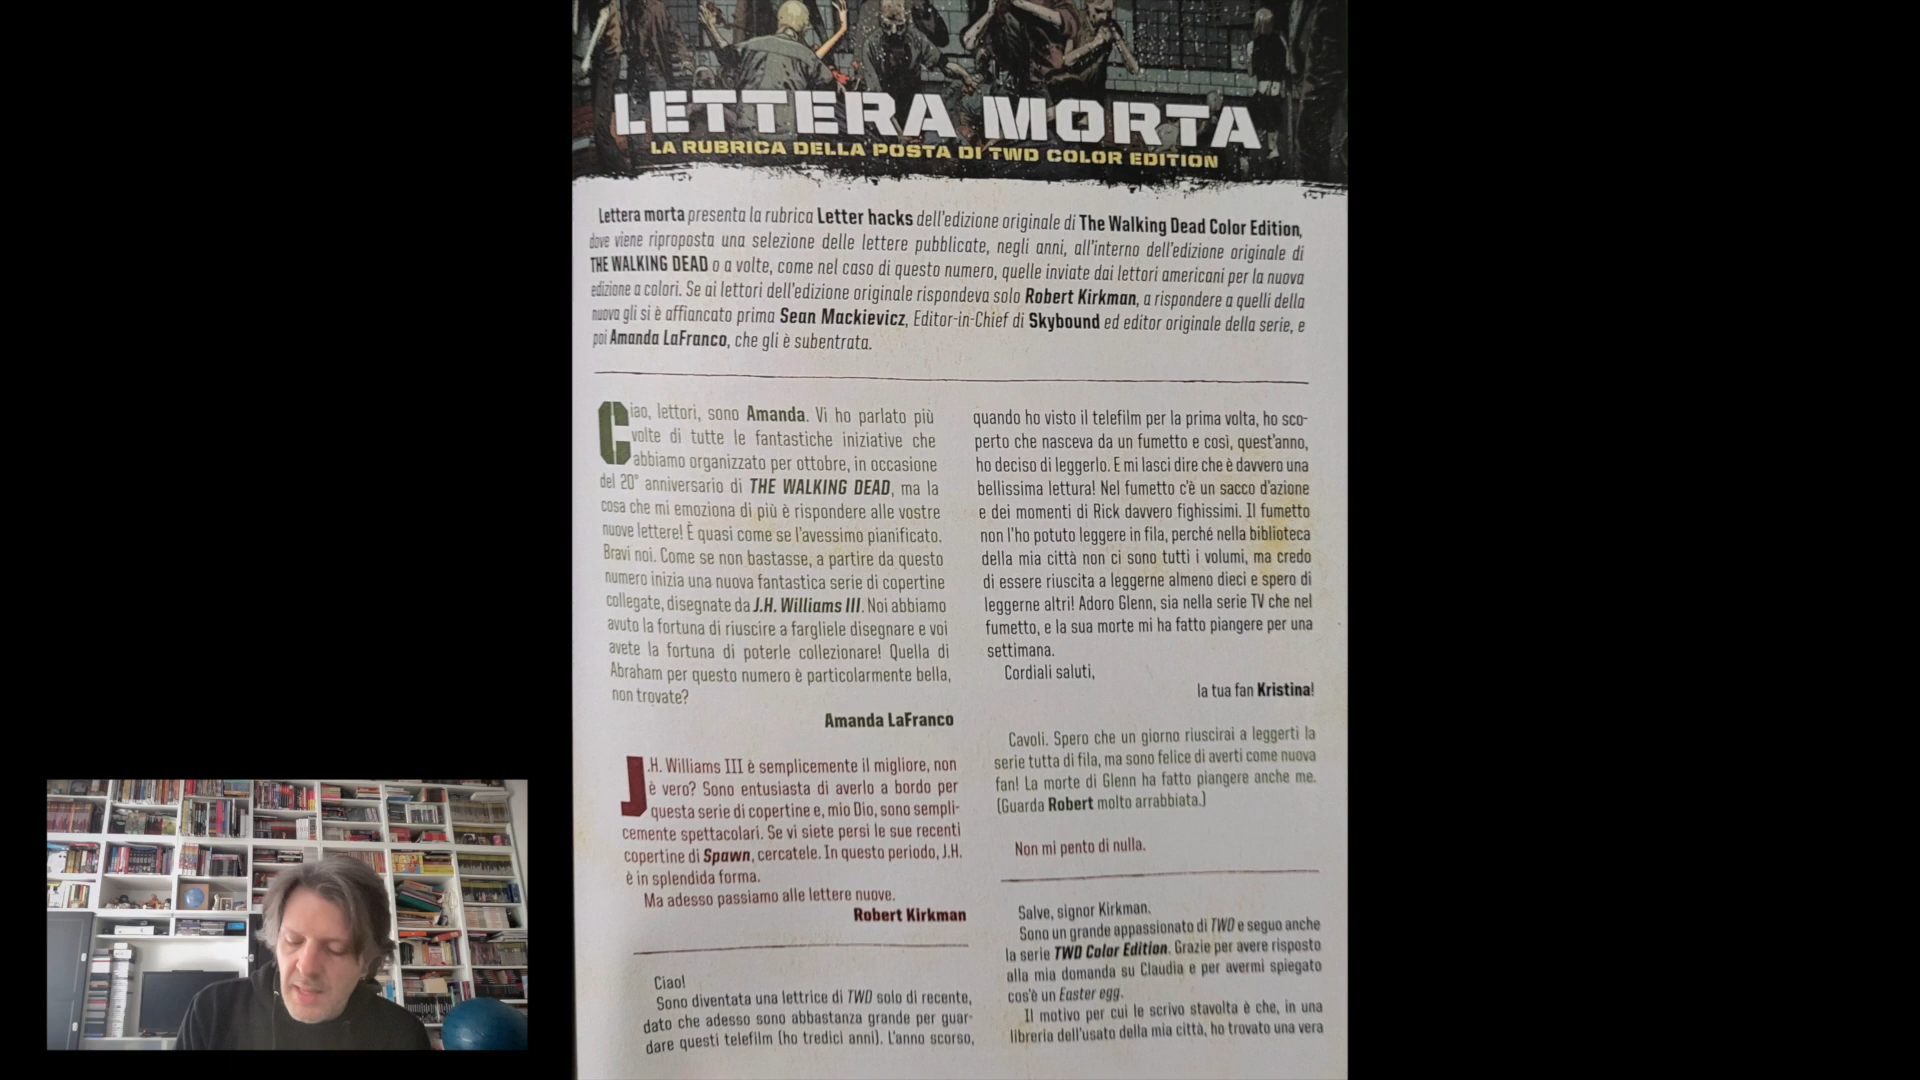 LETTERA MORTA
LA RUBRICA DELLA POSTA DI TWD COLOR EDITION
Lettera morta presenta la rubrica Letter hacks dell'edizione originale di The Walking Dead Color Edition,
dove viene riproposta una selezione delle lettere pubblicate, negli anni, all'interno dell'edizione originale di
THE WALKING DEAD o a volte, come nel caso di questo numero, quelle inviate dai lettori americani per la nuova
edizione a colori. Se ai lettori dell'edizione originale rispondeva solo Robert Kirkman, a rispondere a quelli della
nuova gli si è affiancato prima Sean Mackievicz, Editor-in-Chief di Skybound ed editor originale della serie, e
poi Amanda LaFranco, che gli è subentrata.
Ciao, lettori, sono Amanda. Vi ho parlato più
volte di tutte le fantastiche iniziative che
abbiamo organizzato per ottobre, in occasione
del 20° anniversario di THE WALKING DEAD, ma la
cosa che mi emoziona di più è rispondere alle vostre
nuove lettere! È quasi come se l'avessimo pianificato.
Bravi noi. Come se non bastasse, a partire da questo
numero inizia una nuova fantastica serie di copertine
collegate, disegnate da J.H. Williams III. Noi abbiamo
avuto la fortuna di riuscire a fargliele disegnare e voi
avete la fortuna di poterle collezionare! Quella di
Abraham per questo numero è particolarmente bella,
non trovate?
Amanda LaFranco
J.H. Williams III è semplicemente il migliore, non
è vero? Sono entusiasta di averlo a bordo per
questa serie di copertine e, mio Dio, sono sempli-
cemente spettacolari. Se vi siete persi le sue recenti
copertine di Spawn, cercatele. In questo periodo, J.H.
è in splendida forma.
Ma adesso passiamo alle lettere nuove.
Robert Kirkman
Ciao!
Sono diventata una lettrice di TWD solo di recente,
dato che adesso sono abbastanza grande per guar-
dare questi telefilm (ho tredici anni). L'anno scorso,
quando ho visto il telefilm per la prima volta, ho sco-
perto che nasceva da un fumetto e così, quest'anno,
ho deciso di leggerlo. E mi lasci dire che è davvero una
bellissima lettura! Nel fumetto c'è un sacco d'azione
e dei momenti di Rick davvero fighissimi. Il fumetto
non l'ho potuto leggere in fila, perché nella biblioteca
della mia città non ci sono tutti i volumi, ma credo
di essere riuscita a leggerne almeno dieci e spero di
leggerne altri! Adoro Glenn, sia nella serie TV che nel
fumetto, e la sua morte mi ha fatto piangere per una
settimana.
Cordiali saluti,
la tua fan Kristina!
Cavoli. Spero che un giorno riuscirai a leggerti la
serie tutta di fila, ma sono felice di averti come nuova
fan! La morte di Glenn ha fatto piangere anche me.
(Guarda Robert molto arrabbiata.)
Non mi pento di nulla.
Salve, signor Kirkman.
Sono un grande appassionato di TWD e seguo anche
la serie TWD Color Edition. Grazie per avere risposto
alla mia domanda su Claudia e per avermi spiegato
cos'è un Easter egg.
Il motivo per cui le scrivo stavolta è che, in una
libreria dell'usato della mia città, ho trovato una vera